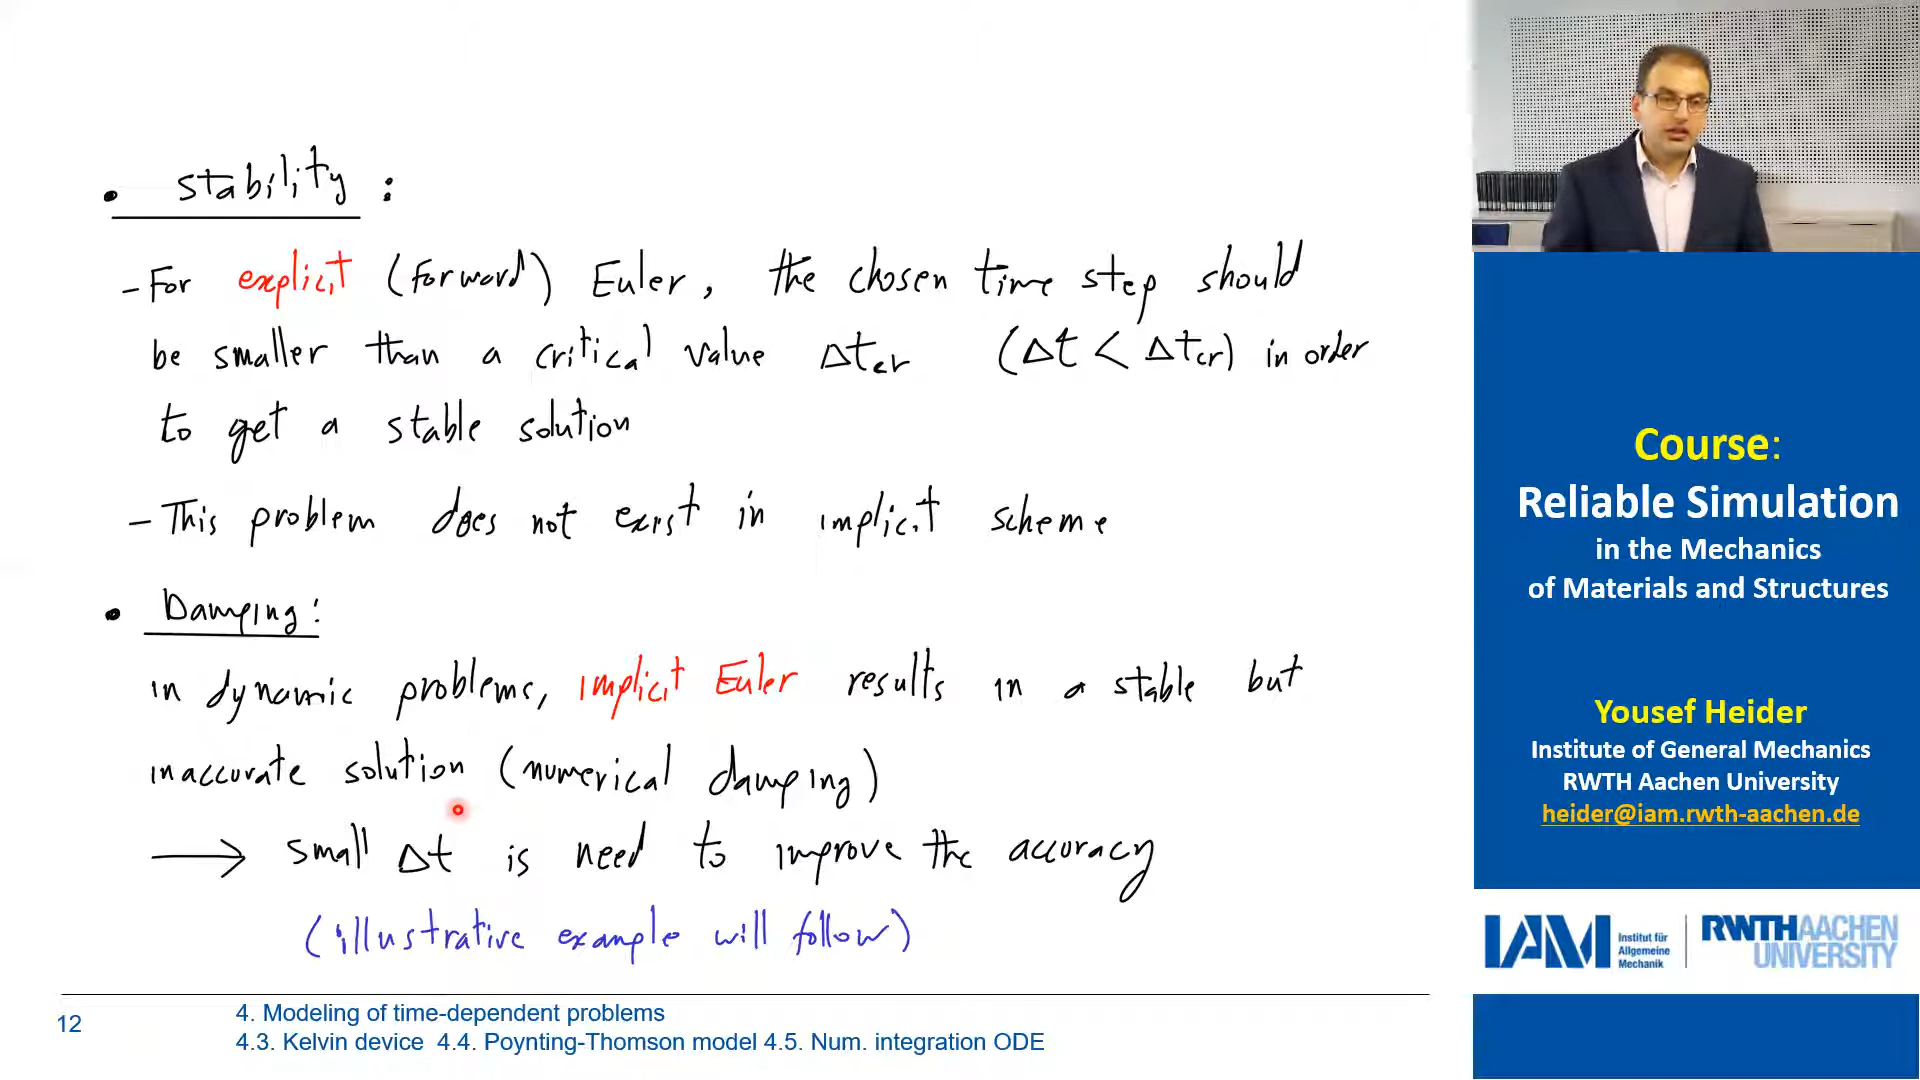 • stability :
- For explicit (forward) Euler, the chosen time step should
be smaller than a critical value Δtcr (Δt < Δtcr) in order
to get a stable solution
- This problem does not exist in implicit scheme
• Damping:
in dynamic problems, implicit Euler results in a stable but
inaccurate solution (numerical damping)
→ small Δt is need to improve the accuracy
(illustrative example will follow)
12
4. Modeling of time-dependent problems
4.3. Kelvin device 4.4. Poynting-Thomson model 4.5. Num. integration ODE
Course:
Reliable Simulation
in the Mechanics
of Materials and Structures
Yousef Heider
Institute of General Mechanics
RWTH Aachen University
heider@iam.rwth-aachen.de
IAM
Institut für
Allgemeine
Mechanik
RWTHAACHEN
UNIVERSITY